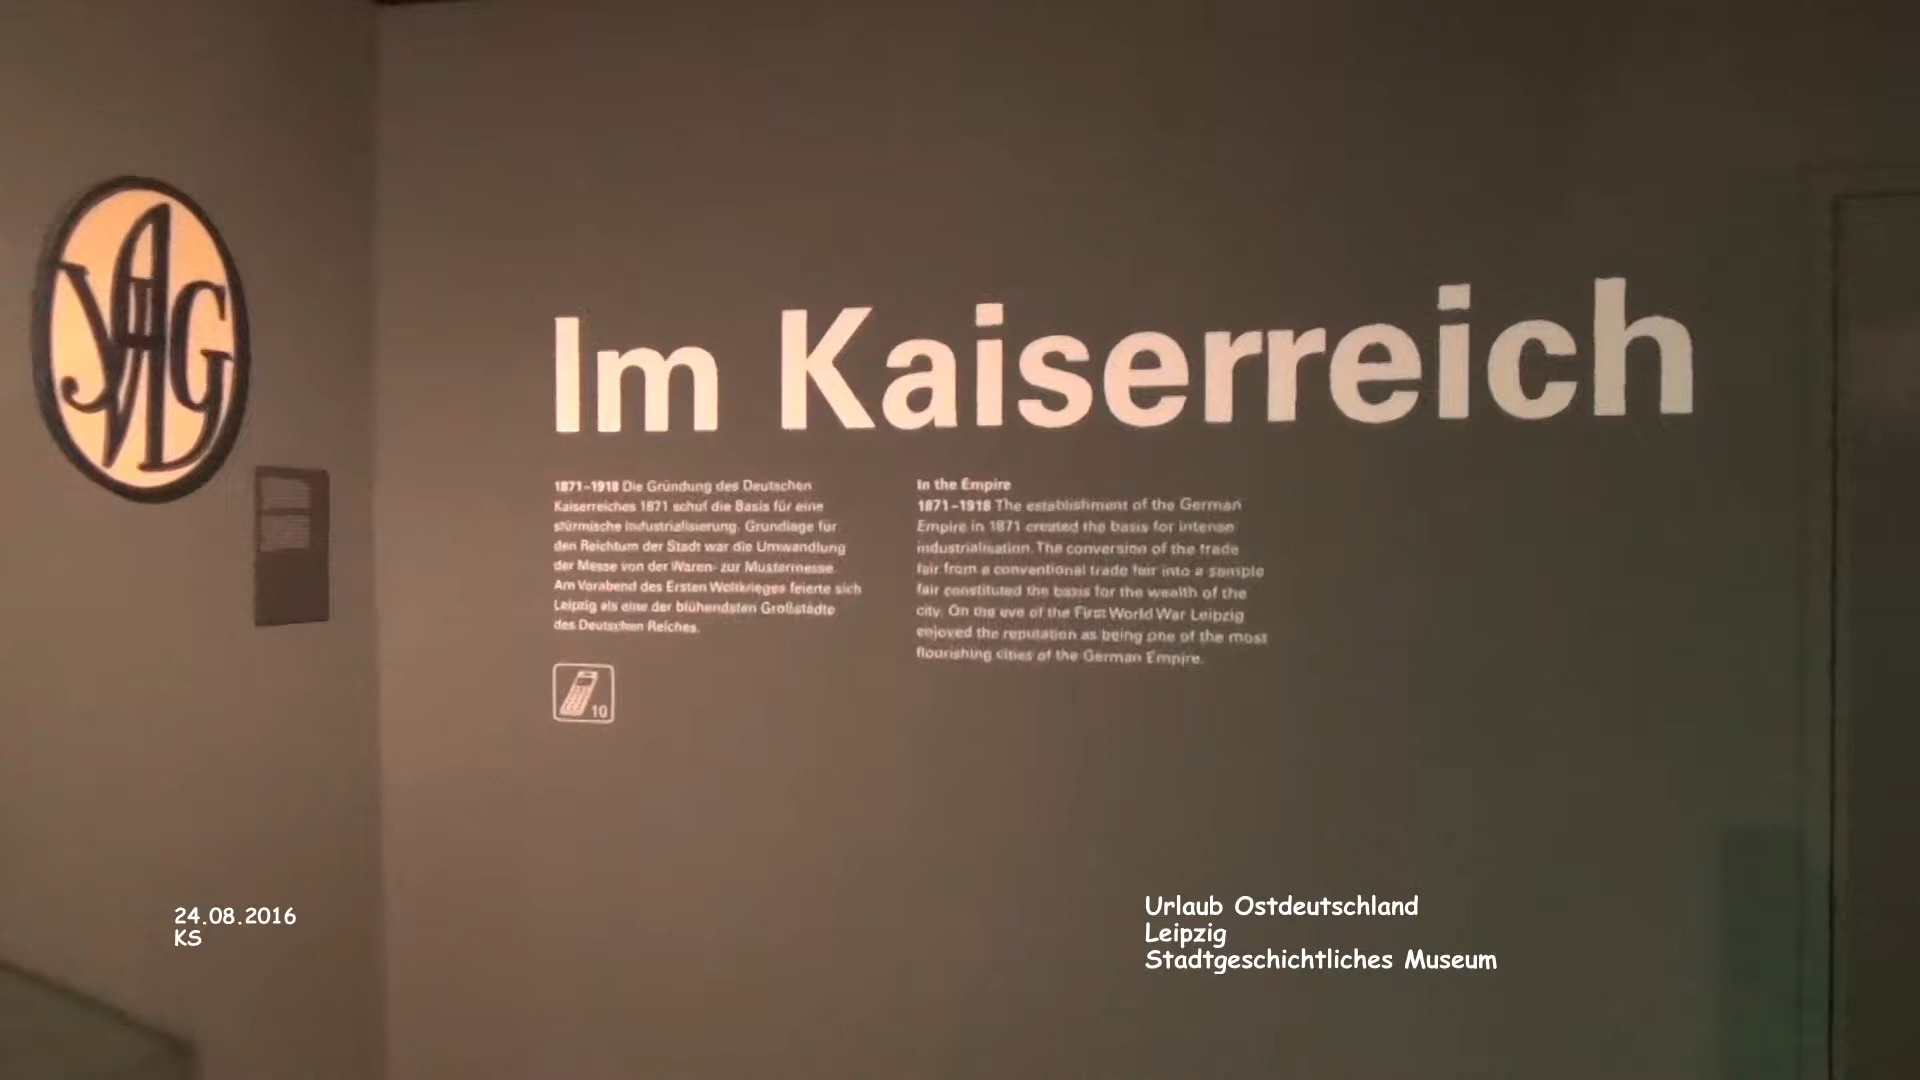 YAG
Im Kaiserreich
1871–1918 Die Gründung des Deutschen
Kaiserreiches 1871 schuf die Basis für eine
stürmische Industrialisierung. Grundlage für
den Reichtum der Stadt war die Umwandlung
der Messe von der Waren- zur Mustermesse.
Am Vorabend des Ersten Weltkrieges feierte sich
Leipzig als eine der blühendsten Großstädte
des Deutschen Reiches.
10
In the Empire
1871–1918 The establishment of the German
Empire in 1871 created the basis for intense
industrialisation. The conversion of the trade
fair from a conventional trade fair into a sample
fair constituted the basis for the wealth of the
city. On the eve of the First World War Leipzig
enjoyed the reputation as being one of the most
flourishing cities of the German Empire.
24.08.2016
KS
Urlaub Ostdeutschland
Leipzig
Stadtgeschichtliches Museum